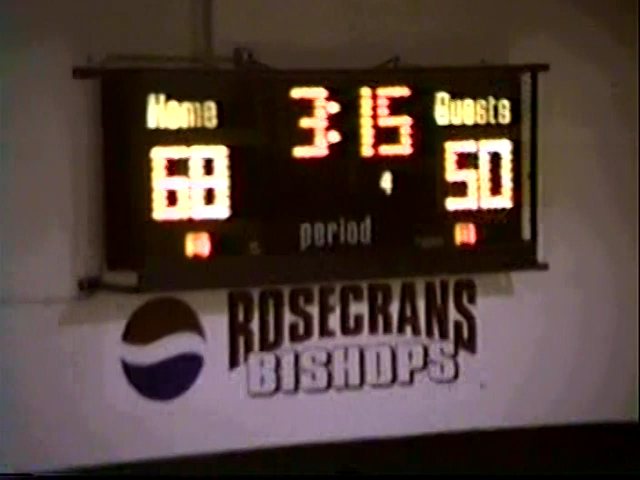 Home 3:15 Guests
68 4 50
period
ROSECRANS
BISHOPS